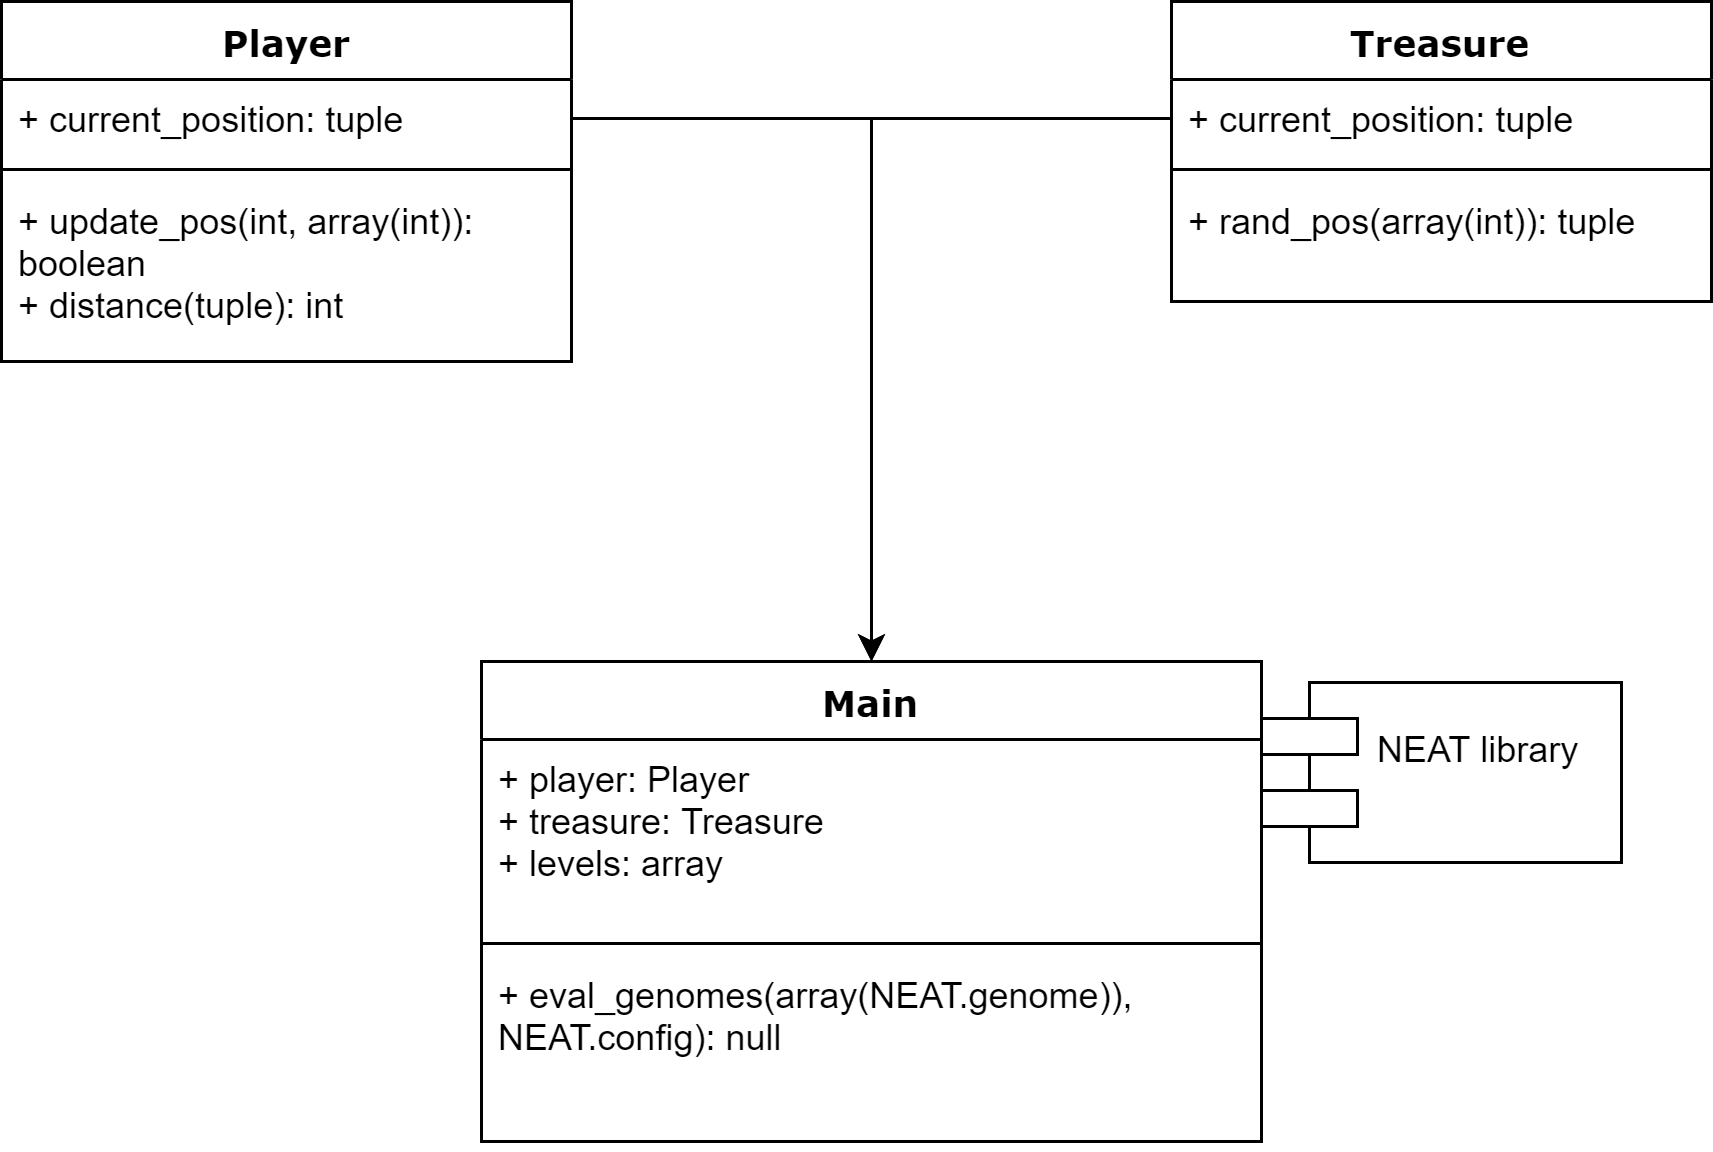 Player
+ current_position: tuple
+ update_pos(int, array(int)):
boolean
+ distance(tuple): int
Treasure
+ current_position: tuple
+ rand_pos(array(int)): tuple
Main
+ player: Player
+ treasure: Treasure
+ levels: array
+ eval_genomes(array(NEAT.genome)),
NEAT.config): null
NEAT library